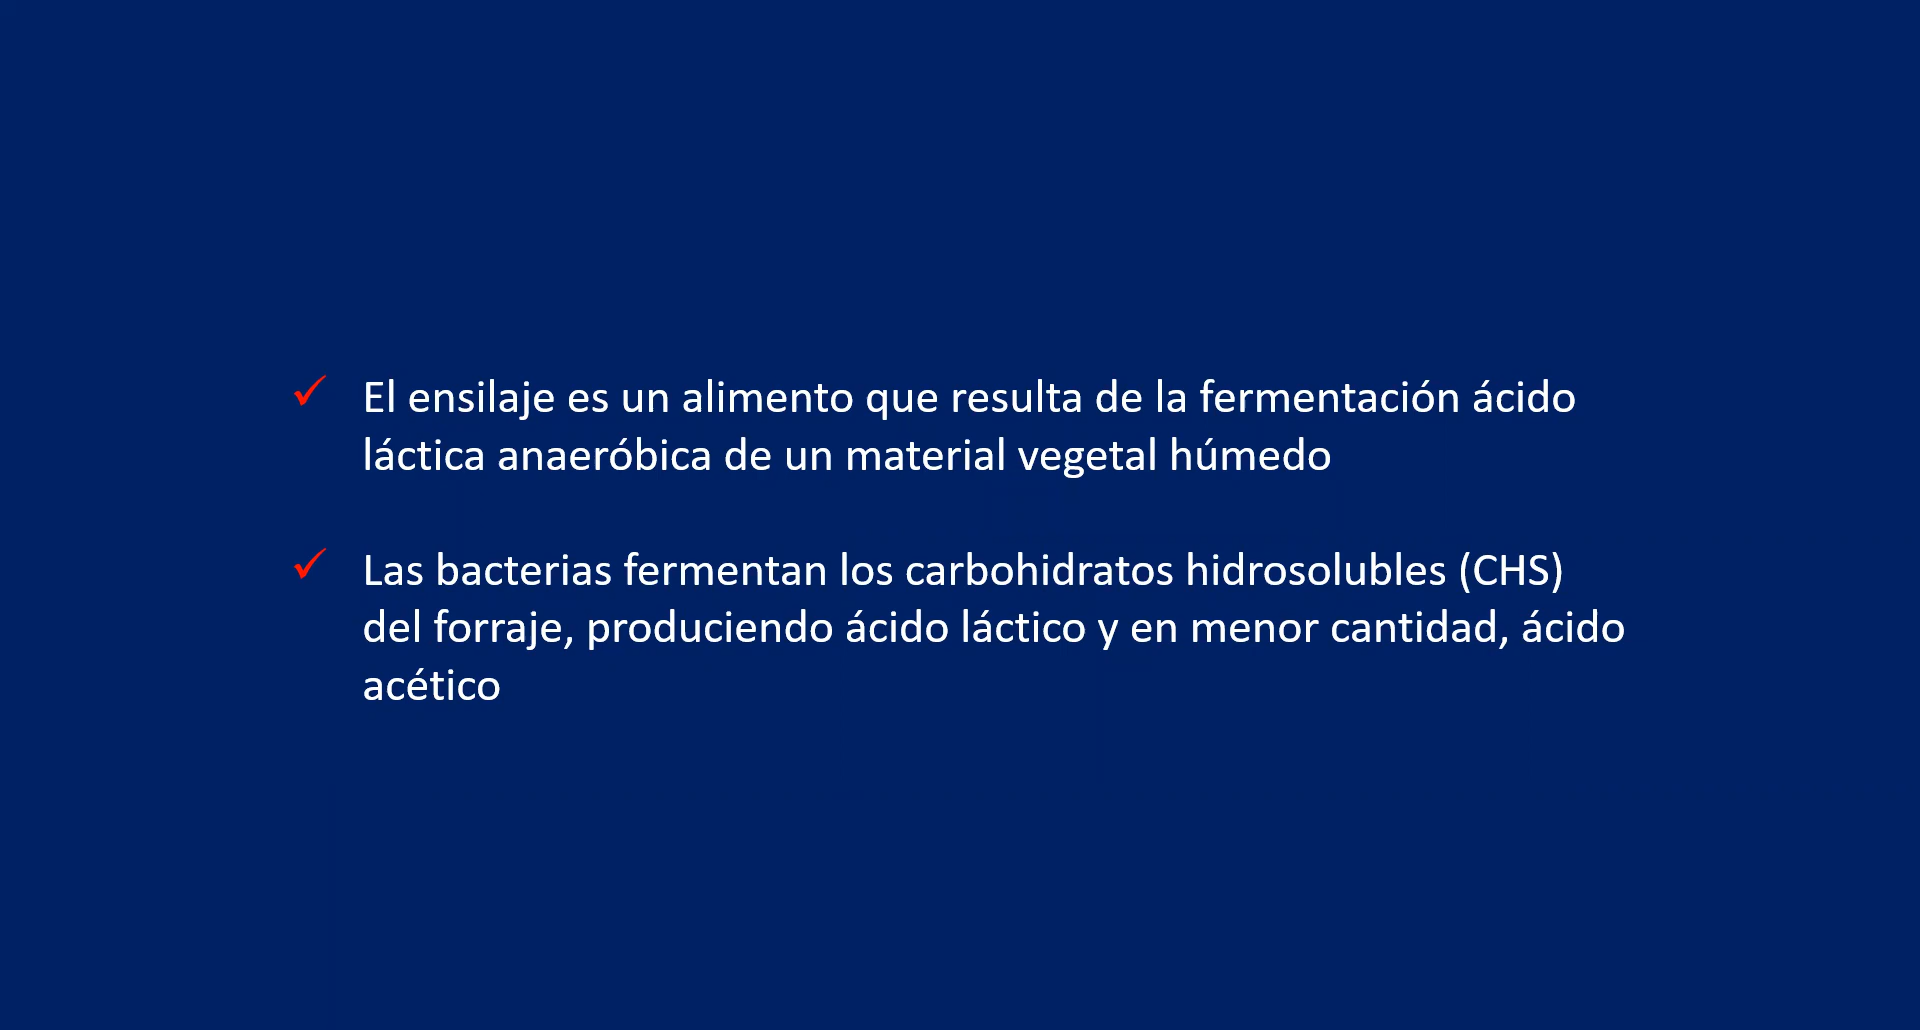 ✓ El ensilaje es un alimento que resulta de la fermentación ácido
láctica anaeróbica de un material vegetal húmedo
✓ Las bacterias fermentan los carbohidratos hidrosolubles (CHS)
del forraje, produciendo ácido láctico y en menor cantidad, ácido
acético